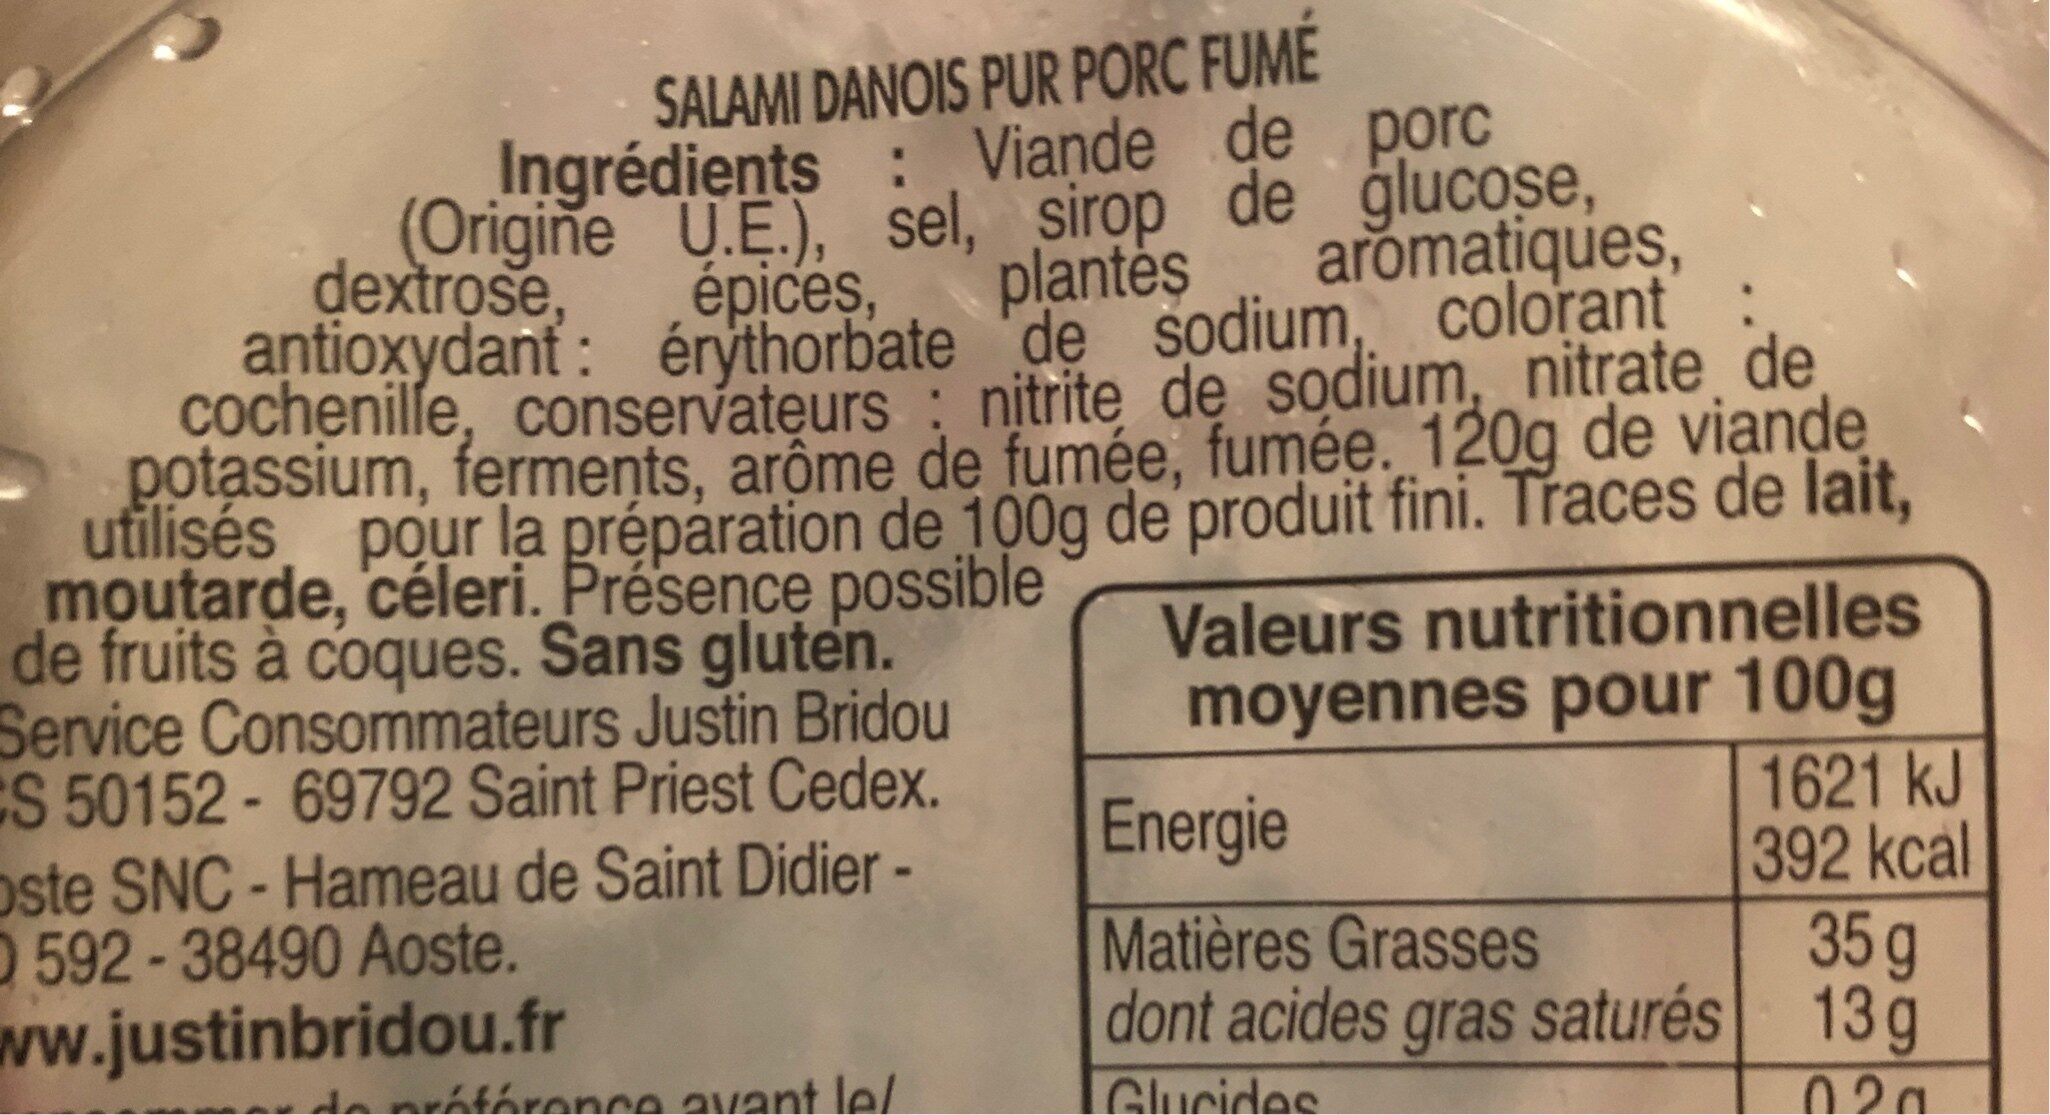 SALAMI DANOIS PUR PORC FUMÉ
Ingrédients : Viande de porc
(Origine U.E.), sel, sirop de glucose,
dextrose, épices, plantes aromatiques,
antioxydant : érythorbate de sodium, colorant :
cochenille, conservateurs : nitrite de sodium, nitrate de
potassium, ferments, arôme de fumée, fumée. 120g de viande
utilisés pour la préparation de 100g de produit fini. Traces de lait,
moutarde, céleri. Présence possible
de fruits à coques. Sans gluten.
Service Consommateurs Justin Bridou
CS 50152 - 69792 Saint Priest Cedex.
oste SNC - Hameau de Saint Didier -
592 - 38490 Aoste.
ww.justinbridou.fr
de préférence avant le/
Valeurs nutritionnelles
moyennes pour 100g
Energie 1621 kJ
392 kcal
Matières Grasses 35 g
dont acides gras saturés 13 g
Glucides 0,2 g